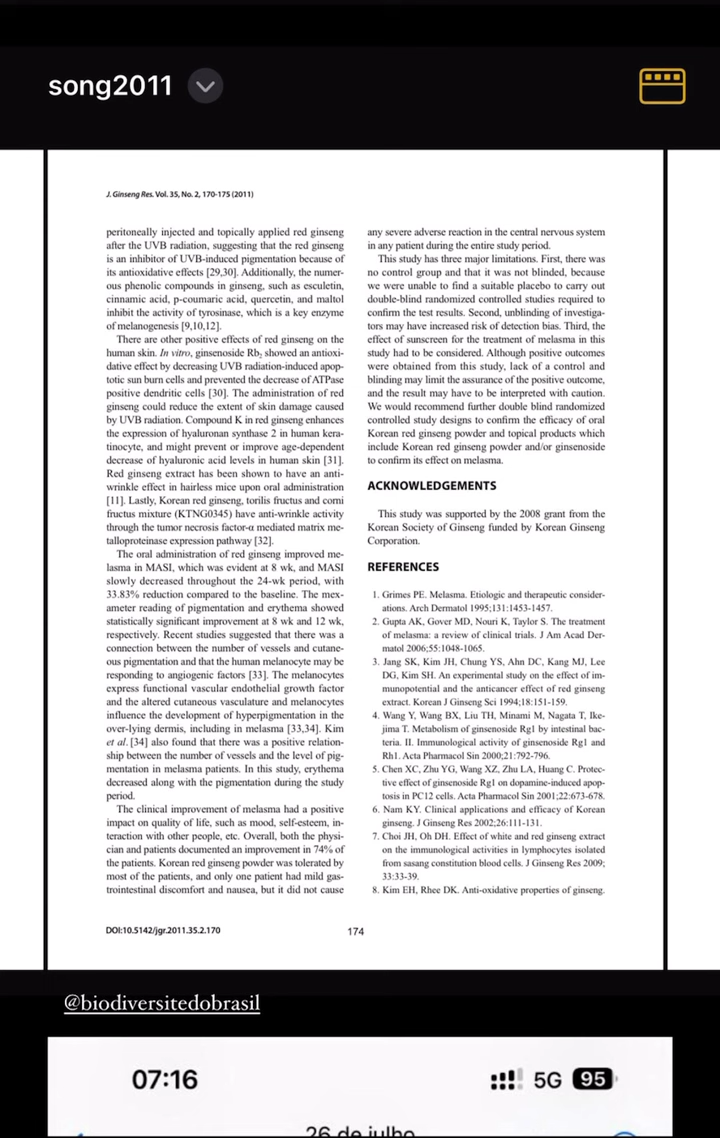 song2011
J. Ginseng Res. Vol. 35, No. 2, 170-175 (2011)
peritoneally injected and topically applied red ginseng
after the UVB radiation, suggesting that the red ginseng
is an inhibitor of UVB-induced pigmentation because of
its antioxidative effects [29,30]. Additionally, the numer-
ous phenolic compounds in ginseng, such as esculetin,
cinnamic acid, p-coumaric acid, quercetin, and maltol
inhibit the activity of tyrosinase, which is a key enzyme
of melanogenesis [9,10,12].
There are other positive effects of red ginseng on the
human skin. In vitro, ginsenoside Rb₂ showed an antioxi-
dative effect by decreasing UVB radiation-induced apop-
totic sun burn cells and prevented the decrease of ATPase
positive dendritic cells [30]. The administration of red
ginseng could reduce the extent of skin damage caused
by UVB radiation. Compound K in red ginseng enhances
the expression of hyaluronan synthase 2 in human kera-
tinocyte, and might prevent or improve age-dependent
decrease of hyaluronic acid levels in human skin [31].
Red ginseng extract has been shown to have an anti-
wrinkle effect in hairless mice upon oral administration
[11]. Lastly, Korean red ginseng, torilis fructus and corni
fructus mixture (KTNG0345) have anti-wrinkle activity
through the tumor necrosis factor-α mediated matrix me-
talloproteinase expression pathway [32].
The oral administration of red ginseng improved me-
lasma in MASI, which was evident at 8 wk, and MASI
slowly decreased throughout the 24-wk period, with
33.83% reduction compared to the baseline. The mex-
ameter reading of pigmentation and erythema showed
statistically significant improvement at 8 wk and 12 wk,
respectively. Recent studies suggested that there was a
connection between the number of vessels and cutane-
ous pigmentation and that the human melanocyte may be
responding to angiogenic factors [33]. The melanocytes
express functional vascular endothelial growth factor
and the altered cutaneous vasculature and melanocytes
influence the development of hyperpigmentation in the
over-lying dermis, including in melasma [33,34]. Kim
et al. [34] also found that there was a positive relation-
ship between the number of vessels and the level of pig-
mentation in melasma patients. In this study, erythema
decreased along with the pigmentation during the study
period.
The clinical improvement of melasma had a positive
impact on quality of life, such as mood, self-esteem, in-
teraction with other people, etc. Overall, both the physi-
cian and patients documented an improvement in 74% of
the patients. Korean red ginseng powder was tolerated by
most of the patients, and only one patient had mild gas-
trointestinal discomfort and nausea, but it did not cause
any severe adverse reaction in the central nervous system
in any patient during the entire study period.
This study has three major limitations. First, there was
no control group and that it was not blinded, because
we were unable to find a suitable placebo to carry out
double-blind randomized controlled studies required to
confirm the test results. Second, unblinding of investiga-
tors may have increased risk of detection bias. Third, the
effect of sunscreen for the treatment of melasma in this
study had to be considered. Although positive outcomes
were obtained from this study, lack of a control and
blinding may limit the assurance of the positive outcome,
and the result may have to be interpreted with caution.
We would recommend further double blind randomized
controlled study designs to confirm the efficacy of oral
Korean red ginseng powder and topical products which
include Korean red ginseng powder and/or ginsenoside
to confirm its effect on melasma.
ACKNOWLEDGEMENTS
This study was supported by the 2008 grant from the
Korean Society of Ginseng funded by Korean Ginseng
Corporation.
REFERENCES
1. Grimes PE. Melasma. Etiologic and therapeutic consider-
ations. Arch Dermatol 1995;131:1453-1457.
2. Gupta AK, Gover MD, Nouri K, Taylor S. The treatment
of melasma: a review of clinical trials. J Am Acad Der-
matol 2006;55:1048-1065.
3. Jang SK, Kim JH, Chung YS, Ahn DC, Kang MJ, Lee
DG, Kim SH. An experimental study on the effect of im-
munopotential and the anticancer effect of red ginseng
extract. Korean J Ginseng Sci 1994;18:151-159.
4. Wang Y, Wang BX, Liu TH, Minami M, Nagata T, Ike-
jima T. Metabolism of ginsenoside Rg1 by intestinal bac-
teria. II. Immunological activity of ginsenoside Rg1 and
Rh1. Acta Pharmacol Sin 2000;21:792-796.
5. Chen XC, Zhu YG, Wang XZ, Zhu LA, Huang C. Protec-
tive effect of ginsenoside Rg1 on dopamine-induced apop-
tosis in PC12 cells. Acta Pharmacol Sin 2001;22:673-678.
6. Nam KY. Clinical applications and efficacy of Korean
ginseng. J Ginseng Res 2002;26:111-131.
7. Choi JH, Oh DH. Effect of white and red ginseng extract
on the immunological activities in lymphocytes isolated
from sasang constitution blood cells. J Ginseng Res 2009;
33:33-39.
8. Kim EH, Rhee DK. Anti-oxidative properties of ginseng.
DOI:10.5142/jgr.2011.35.2.170
174
@biodiversitedobrasil
07:16
5G 95
26 de julho